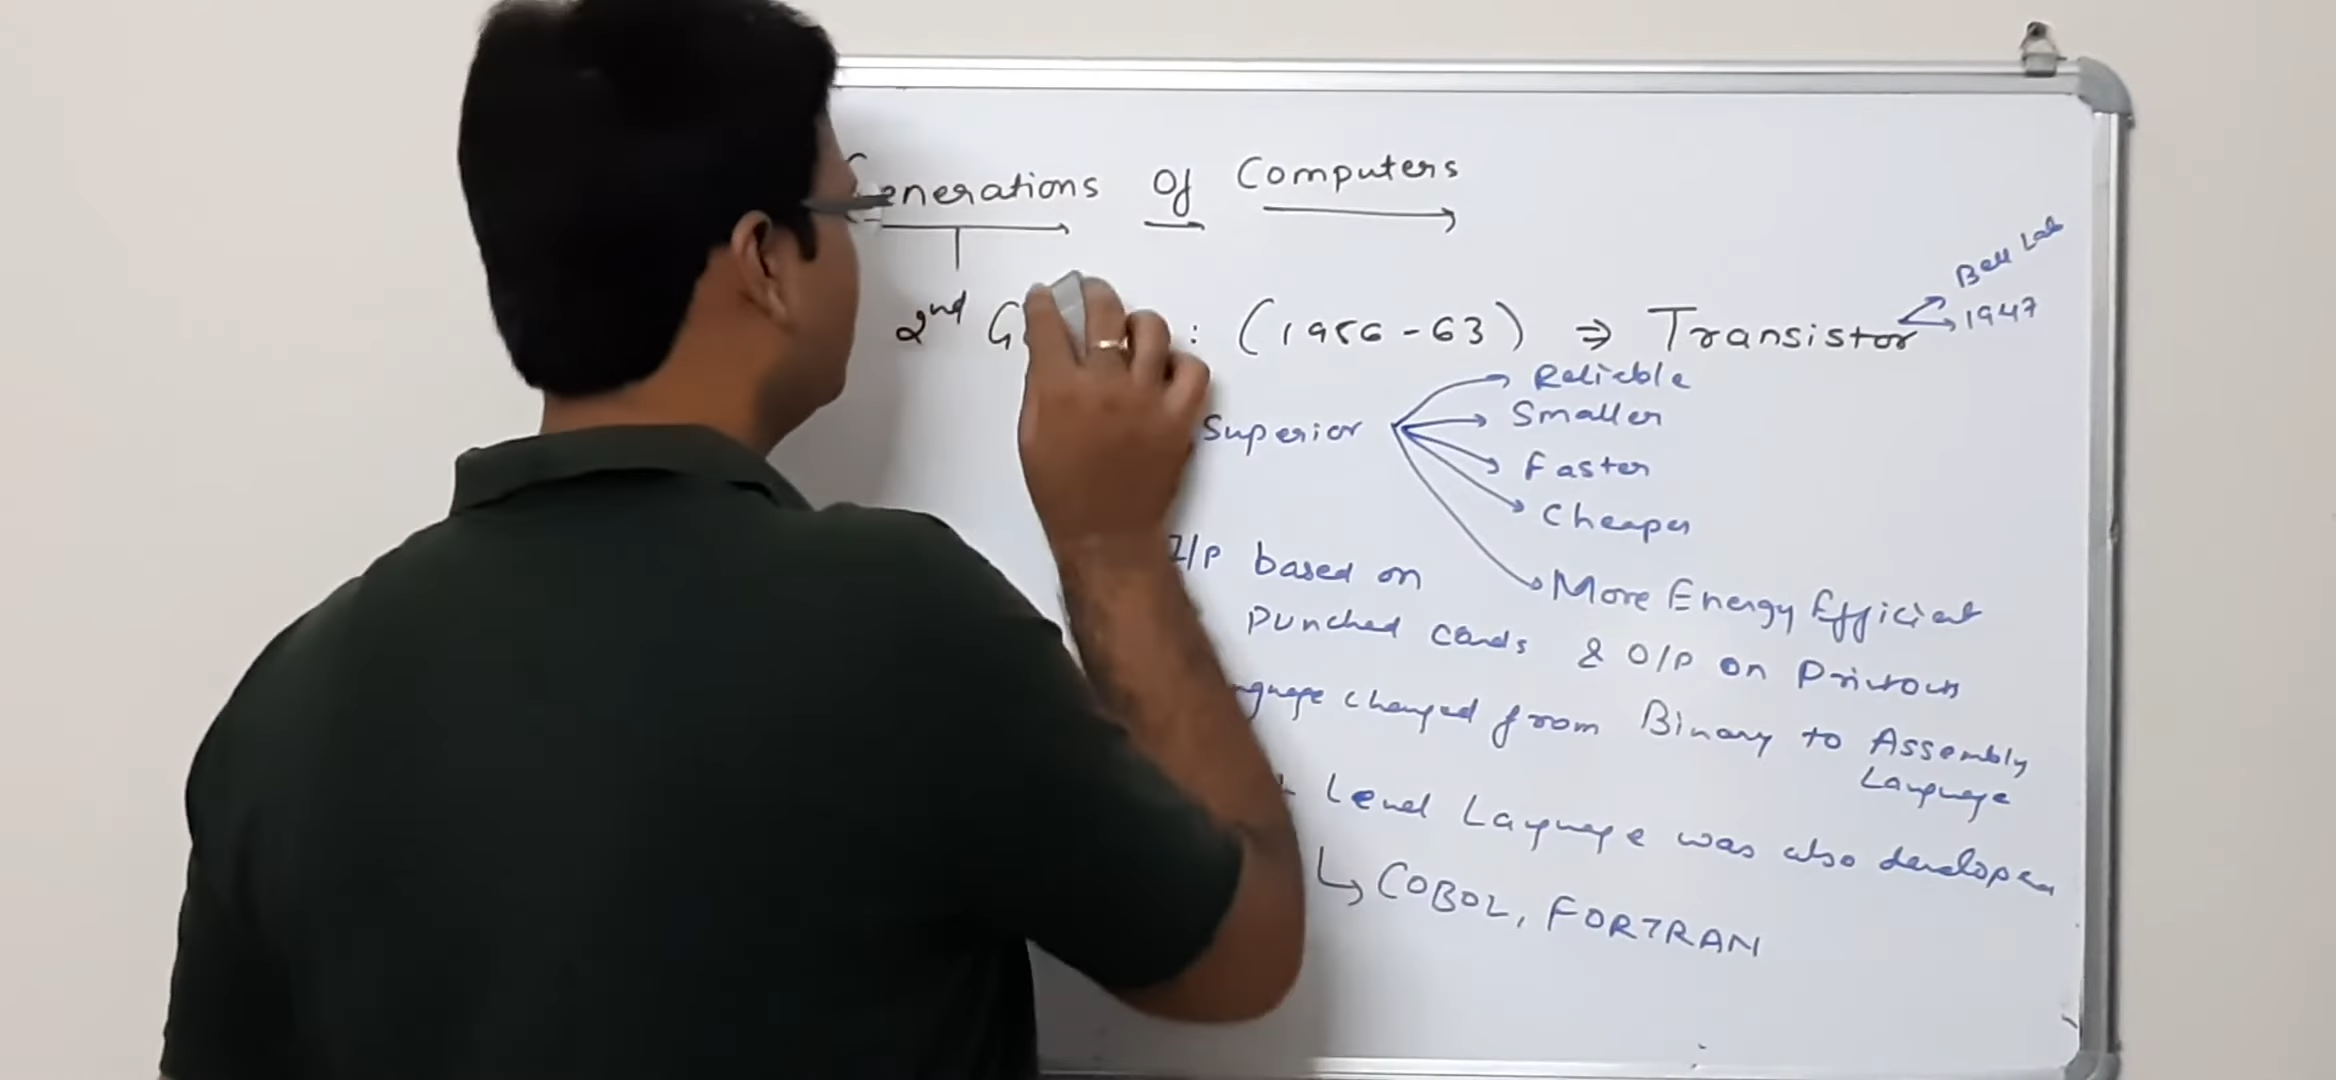 Generations Of Computers
Bell Lab
1947
2nd G : (1956-63) ⇒ Transistor
Reliable
Superior
Smaller
Faster
Cheaper
More Energy Efficient
I/P based on
Punched cards & O/P on Printouts
changed from Binary to Assembly
Language
Level Language was also developed
↳ COBOL, FORTRAN